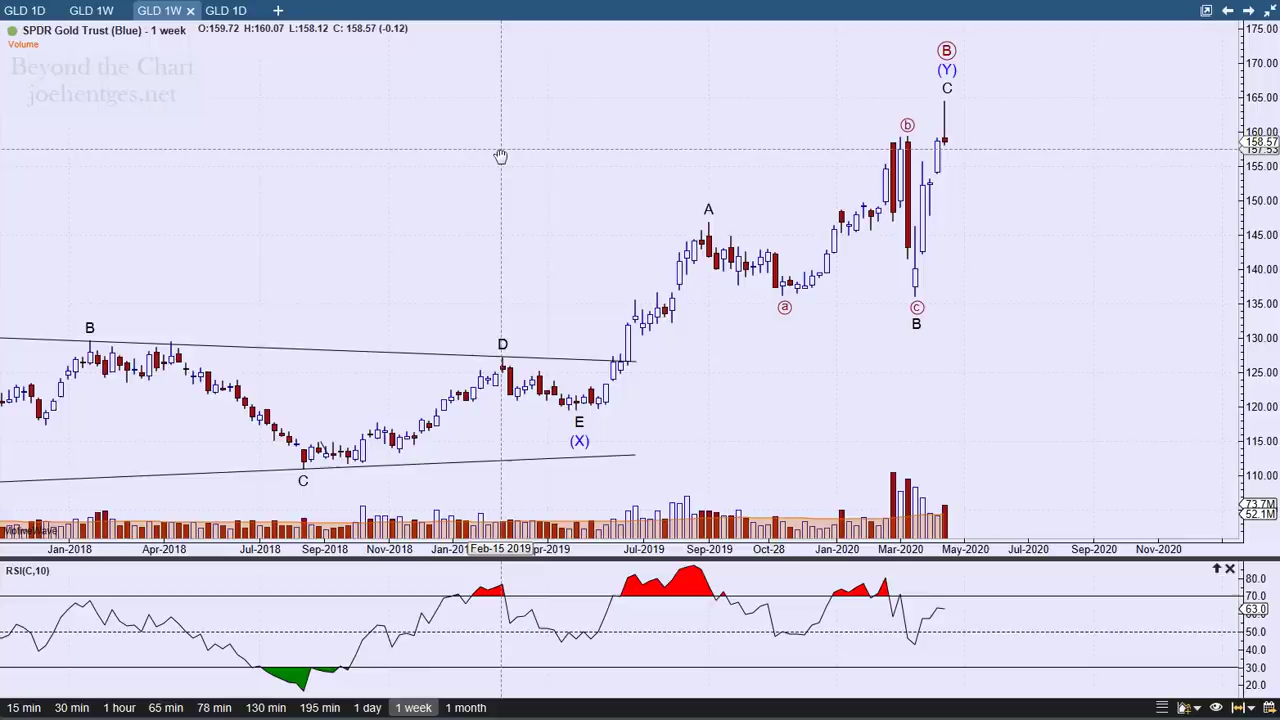 GLD 1D GLD 1W GLD 1W GLD 1D
SPDR Gold Trust (Blue) - 1 week O:159.72 H:160.07 L:158.12 C: 158.57 (-0.12)
Volume
Beyond the Chart
joehentges.net
175.00
170.00
165.00
160.00
158.57
155.00
150.00
145.00
140.00
135.00
130.00
125.00
120.00
115.00
110.00
73.7M
52.1M
B
(Y)
C
b
A
a
c
B
B
D
E
(X)
C
Jan-2018 Apr-2018 Jul-2018 Sep-2018 Nov-2018 Feb-15 2019 Jul-2019 Sep-2019 Oct-28 Jan-2020 Mar-2020 May-2020 Jul-2020 Sep-2020 Nov-2020
RSI(C,10)
80.0
70.0
63.0
50.0
40.0
30.0
20.0
15 min 30 min 1 hour 65 min 78 min 130 min 195 min 1 day 1 week 1 month